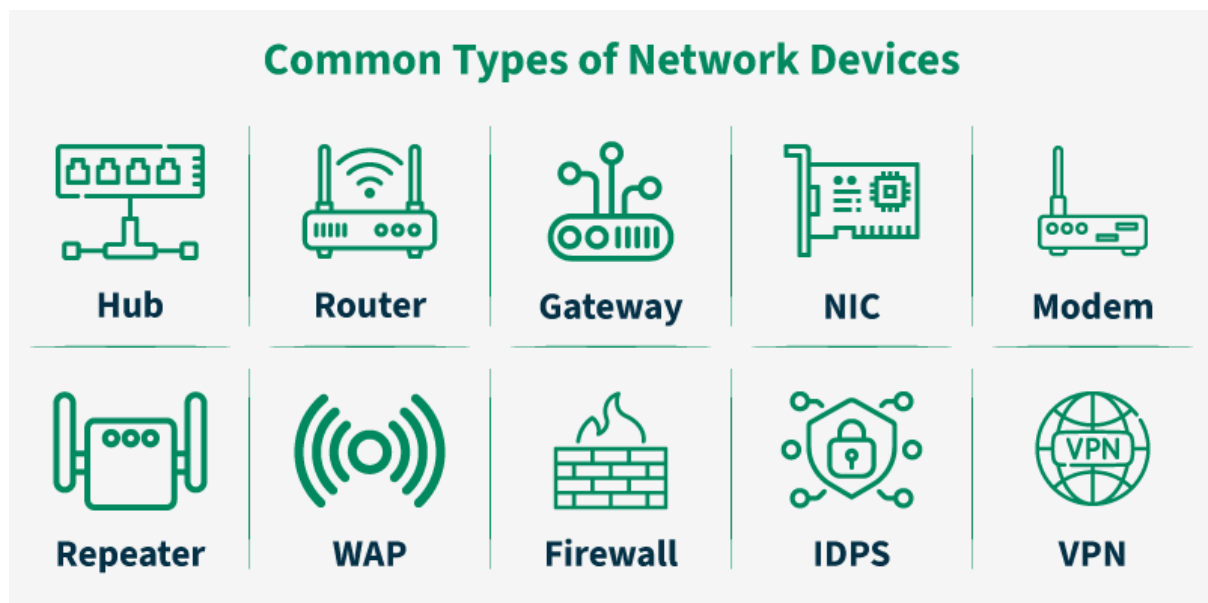 Common Types of Network Devices
Hub
Router
Gateway
NIC
Modem
Repeater
WAP
Firewall
IDPS
VPN
VPN